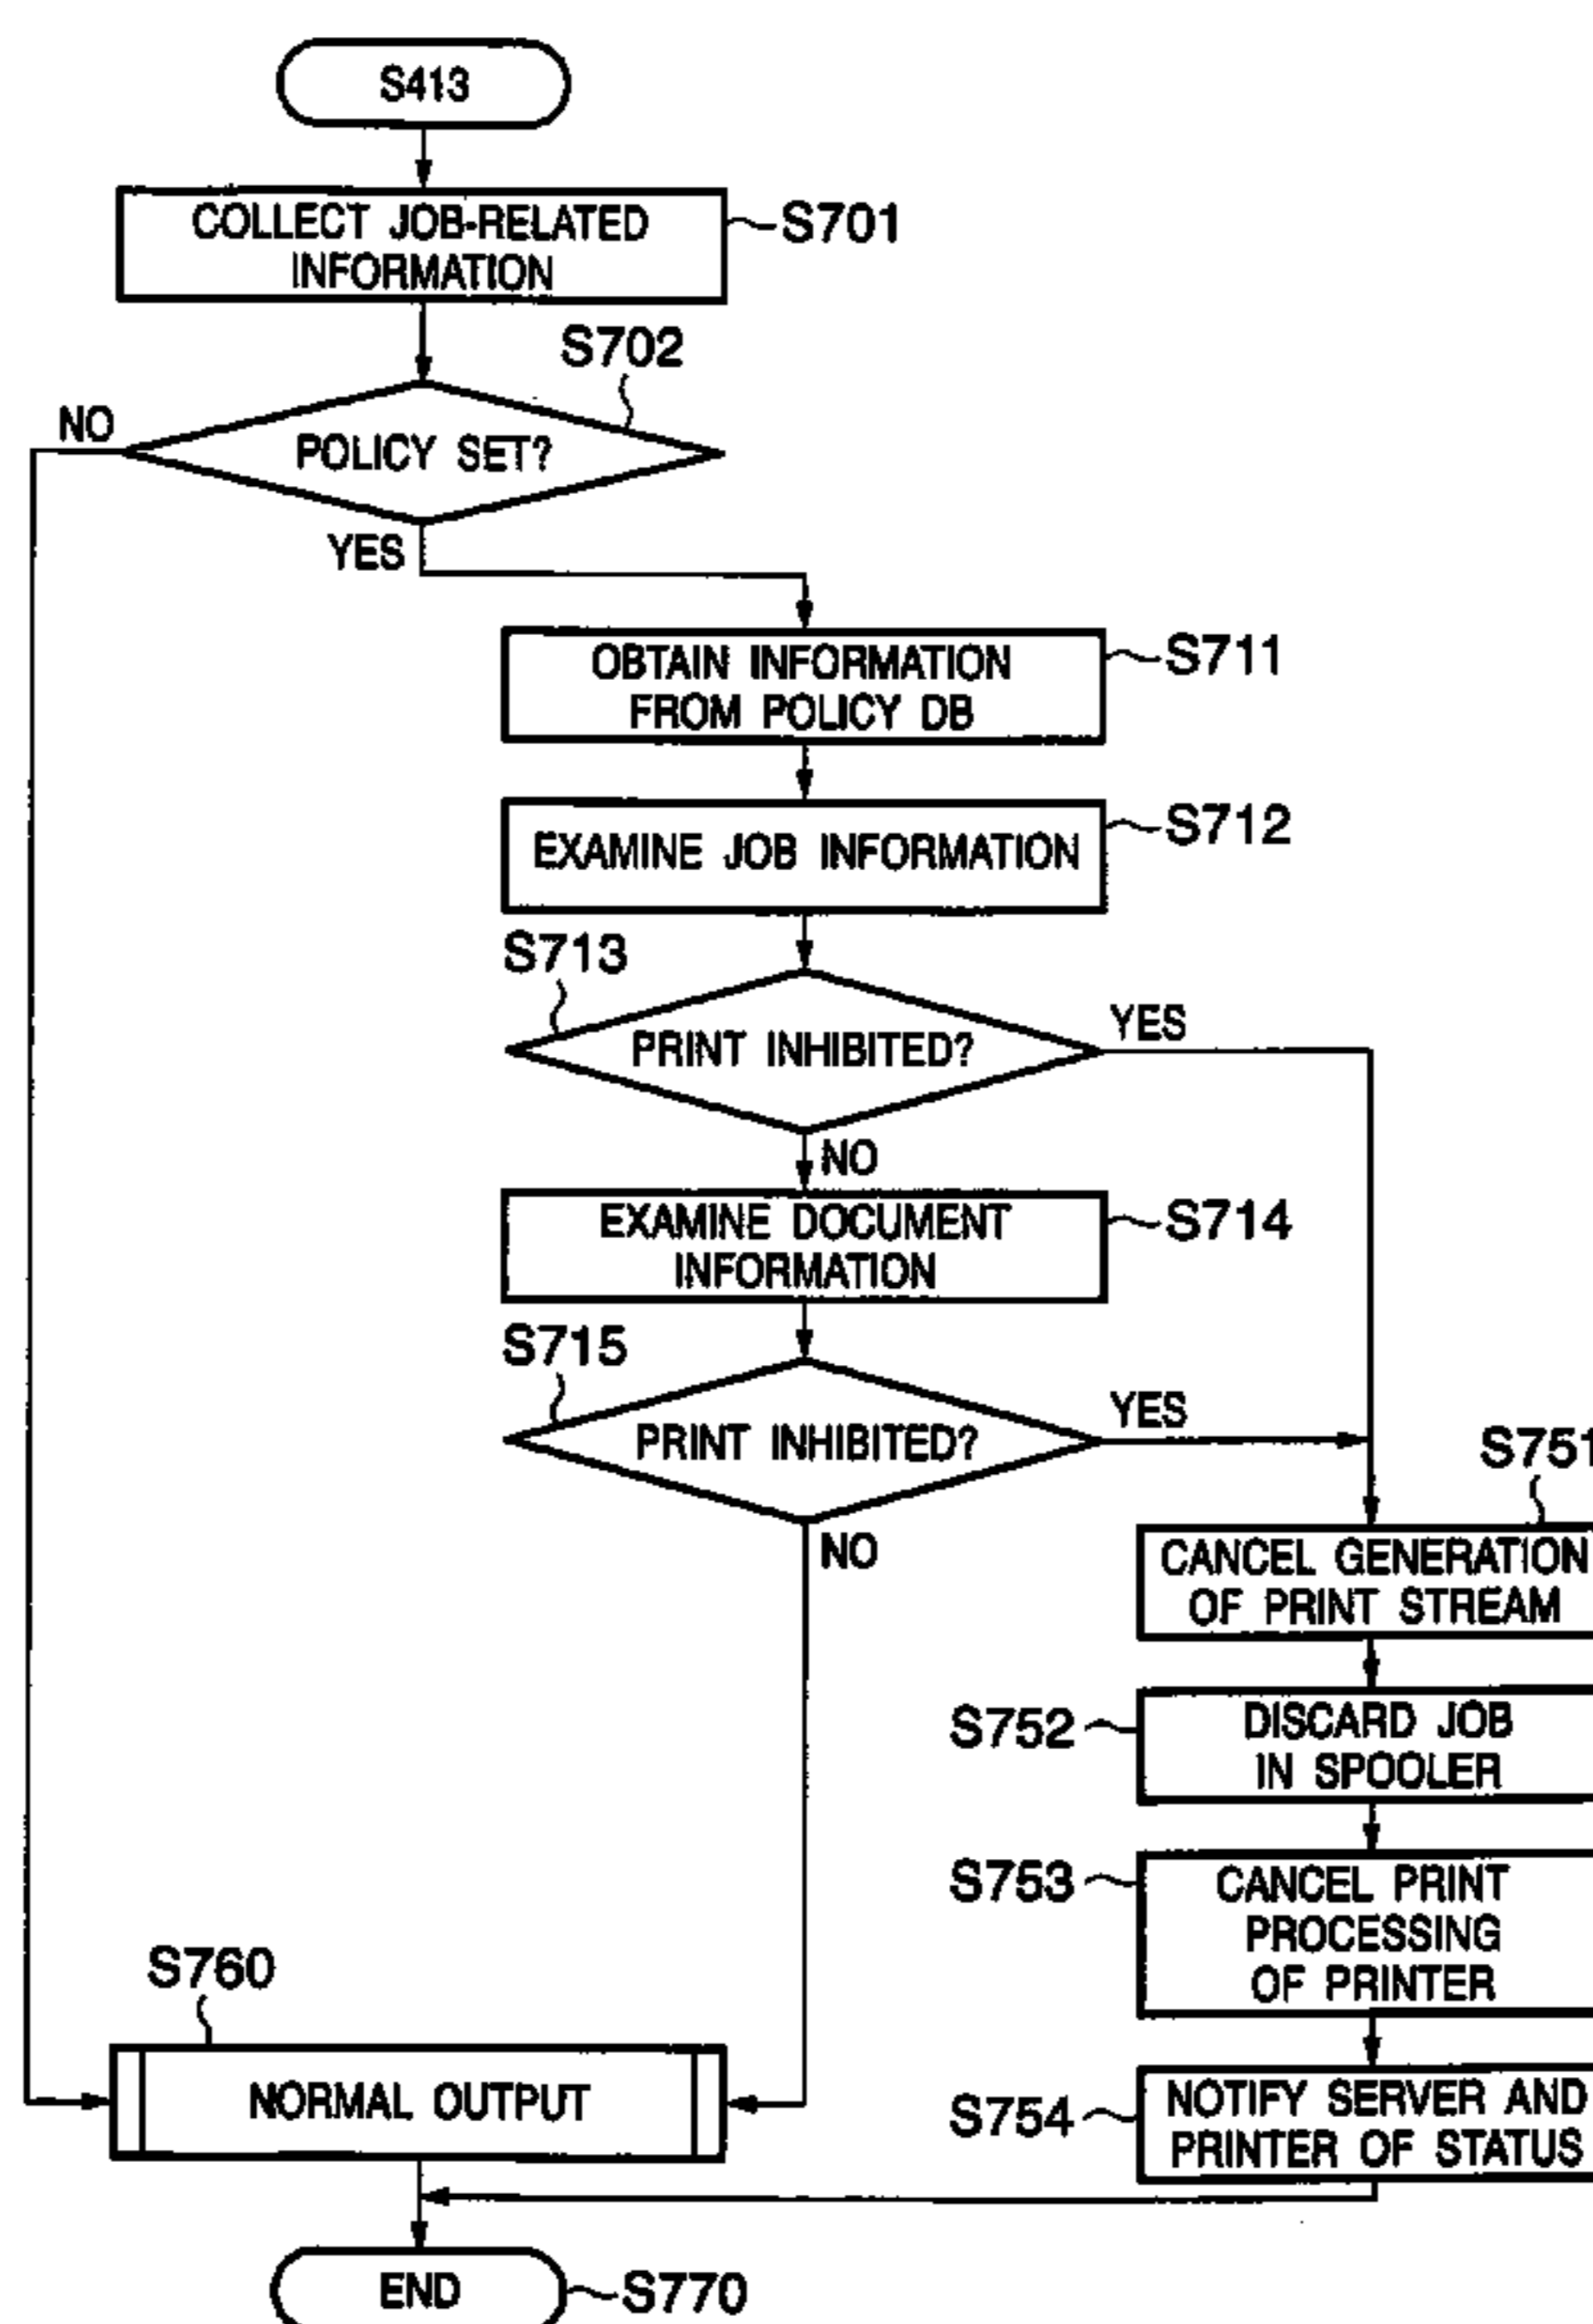 S413
COLLECT JOB-RELATED
INFORMATION
S701
S702
NO
POLICY SET?
YES
OBTAIN INFORMATION
FROM POLICY DB
S711
EXAMINE JOB INFORMATION
S712
S713
PRINT INHIBITED?
YES
NO
EXAMINE DOCUMENT
INFORMATION
S714
S715
PRINT INHIBITED?
YES
NO
S751
CANCEL GENERATION
OF PRINT STREAM
S752
DISCARD JOB
IN SPOOLER
S753
CANCEL PRINT
PROCESSING
OF PRINTER
S760
NORMAL OUTPUT
S754
NOTIFY SERVER AND
PRINTER OF STATUS
END
S770